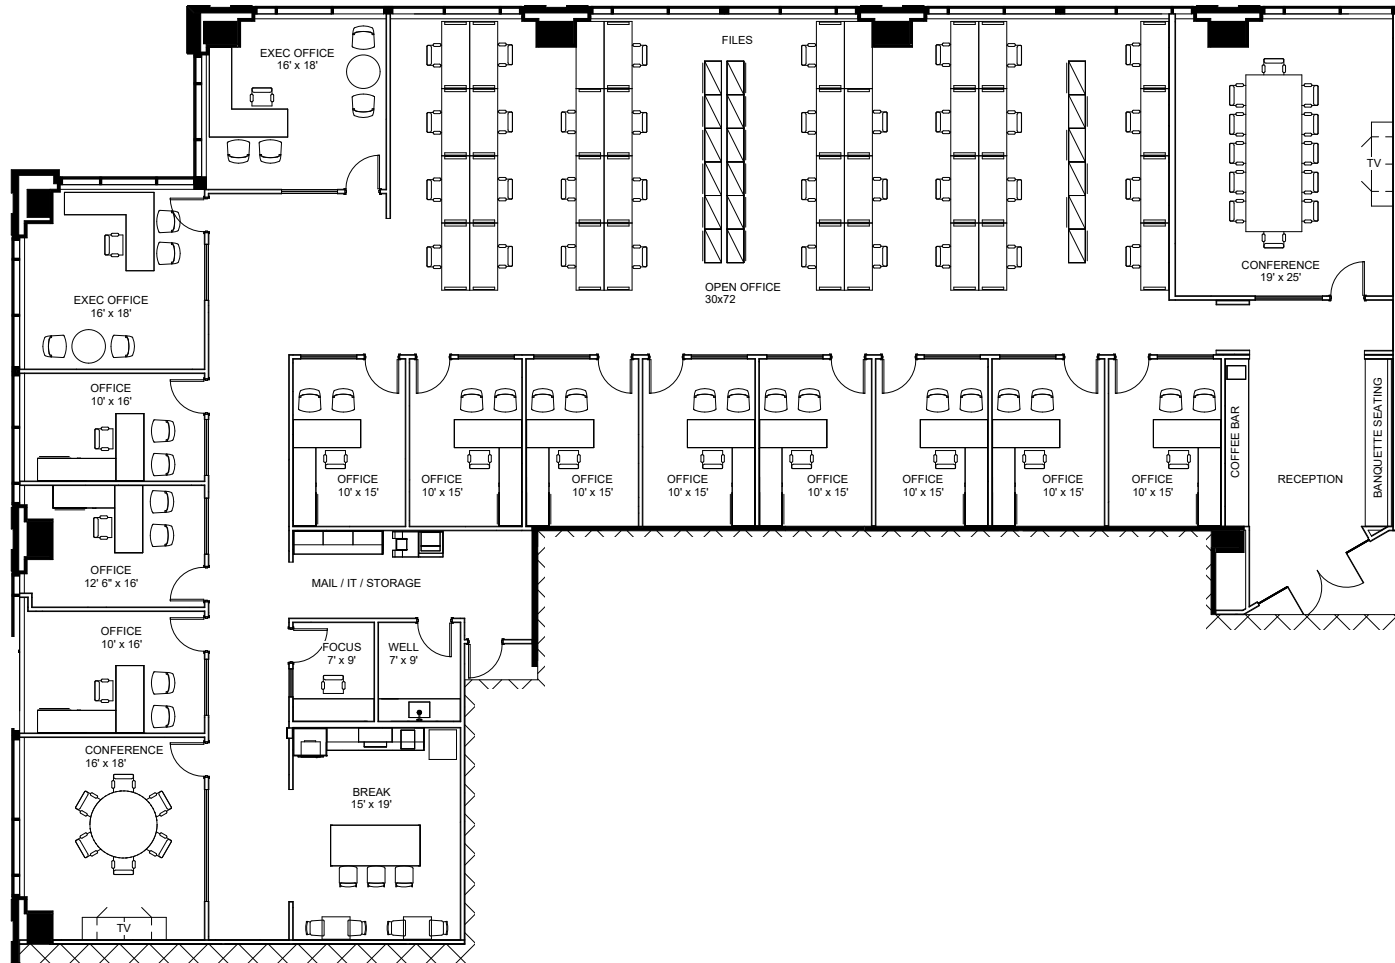 EXEC OFFICE
16' x 18'
FILES
TV
CONFERENCE
19' x 25'
OPEN OFFICE
30x72
EXEC OFFICE
16' x 18'
OFFICE
10' x 16'
OFFICE
10' x 15'
OFFICE
10' x 15'
OFFICE
10' x 15'
OFFICE
10' x 15'
OFFICE
10' x 15'
OFFICE
10' x 15'
OFFICE
10' x 15'
OFFICE
10' x 15'
COFFEE BAR
RECEPTION
BANQUETTE SEATING
OFFICE
12' 6" x 16'
MAIL / IT / STORAGE
OFFICE
10' x 16'
FOCUS
7' x 9'
WELL
7' x 9'
CONFERENCE
16' x 18'
BREAK
15' x 19'
TV